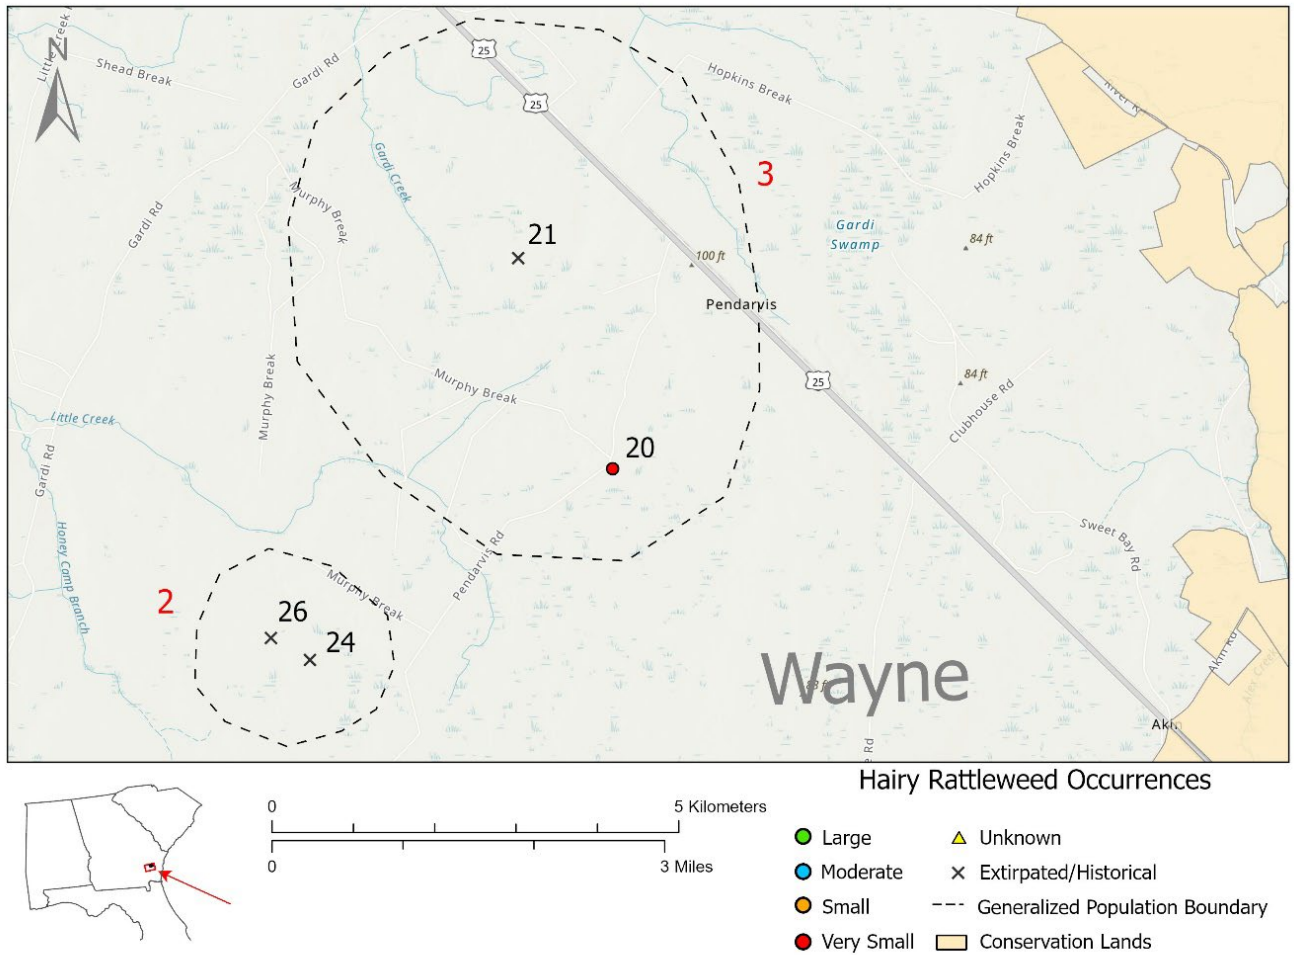 Little Creek
N
Shead Break
Gardi Rd
25
25
Hopkins Break
River R
Hopkins Break
3
Gardi Creek
Murphy Break
Gardi Rd
21
Gardi
Swamp
84 ft
100 ft
Pendarvis
Murphy Break
Murphy Break
25
84 ft
Clubhouse Rd
Little Creek
Gardi Rd
20
Honey Camp Branch
Pendarvis Rd
Sweet Bay Rd
2
Murphy Break
26
24
Wayne
Akin Rd
e Rd
0
5 Kilometers
0
3 Miles
Hairy Rattleweed Occurrences
Large
Unknown
Moderate
Extirpated/Historical
Small
Generalized Population Boundary
Very Small
Conservation Lands